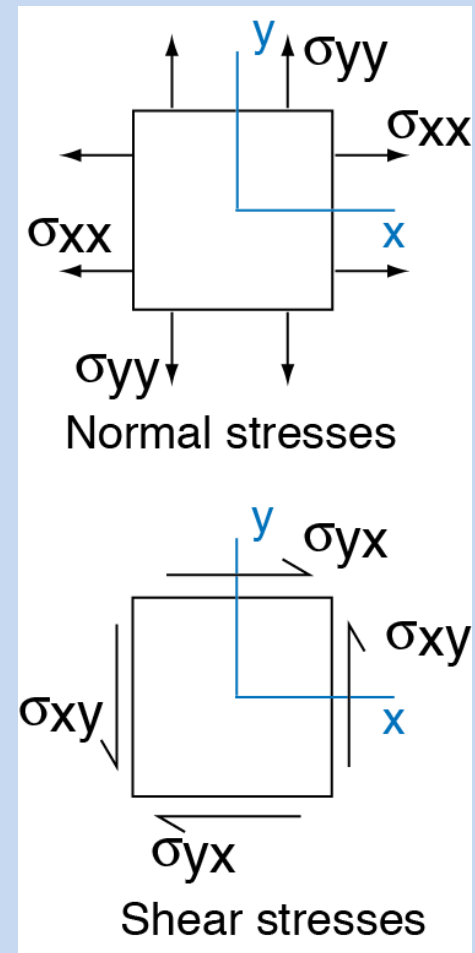 y
σyy
σxx
x
σxx
σyy
Normal stresses
y
σyx
σxy
σxy
x
σyx
Shear stresses